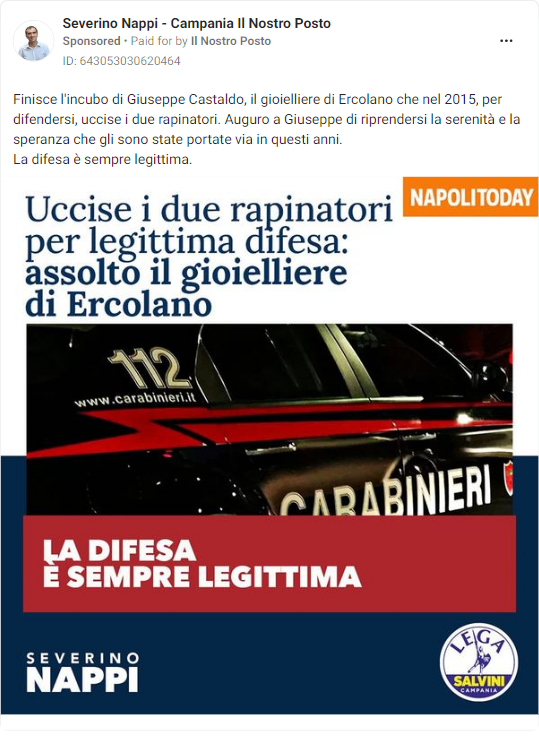 Severino Nappi - Campania Il Nostro Posto
Sponsored • Paid for by Il Nostro Posto
ID: 643053030620464
Finisce l'incubo di Giuseppe Castaldo, il gioielliere di Ercolano che nel 2015, per
difendersi, uccise i due rapinatori. Auguro a Giuseppe di riprendersi la serenità e la
speranza che gli sono state portate via in questi anni.
La difesa è sempre legittima.
NAPOLITODAY
Uccise i due rapinatori
per legittima difesa:
assolto il gioielliere
di Ercolano
112
www.carabinieri.it
CARABINIERI
LA DIFESA
È SEMPRE LEGITTIMA
SEVERINO
NAPPI
LEGA
SALVINI
CAMPANIA